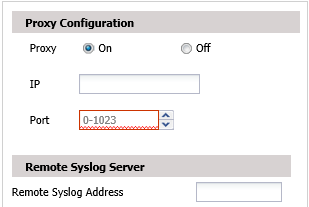 Proxy Configuration
Proxy On Off
IP
Port 0-1023
Remote Syslog Server
Remote Syslog Address